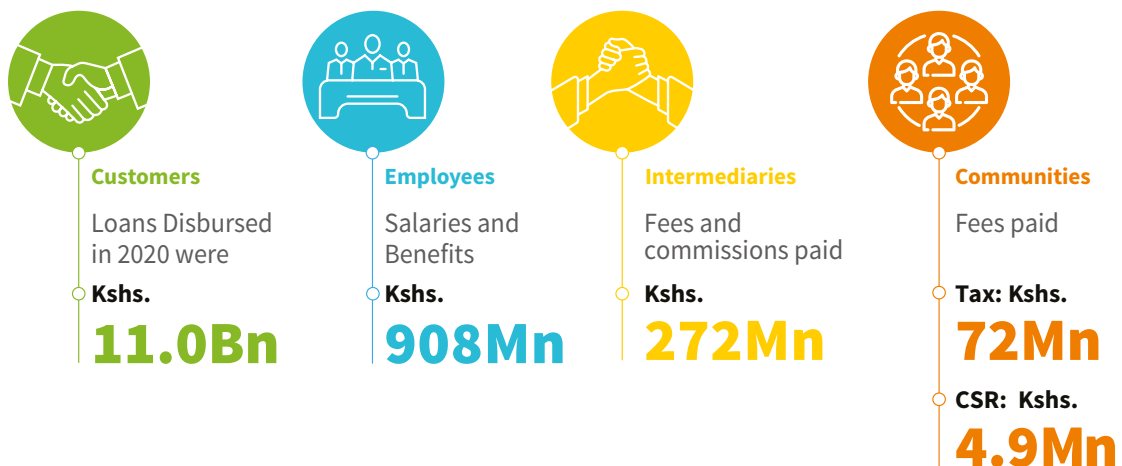 Customers
Loans Disbursed
in 2020 were
Kshs.
11.0Bn
Employees
Salaries and
Benefits
Kshs.
908Mn
Intermediaries
Fees and
commissions paid
Kshs.
272Mn
Communities
Fees paid
Tax: Kshs.
72Mn
CSR: Kshs.
4.9Mn